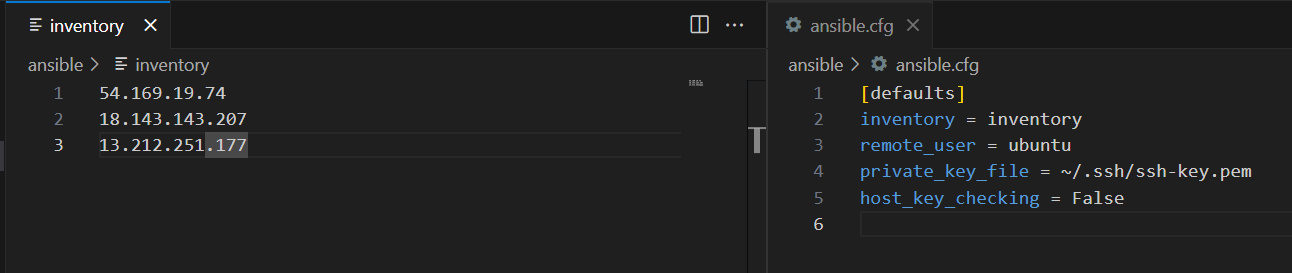 inventory
ansible > inventory
1 54.169.19.74
2 18.143.143.207
3 13.212.251.177
ansible.cfg
ansible > ansible.cfg
1 [defaults]
2 inventory = inventory
3 remote_user = ubuntu
4 private_key_file = ~/.ssh/ssh-key.pem
5 host_key_checking = False
6